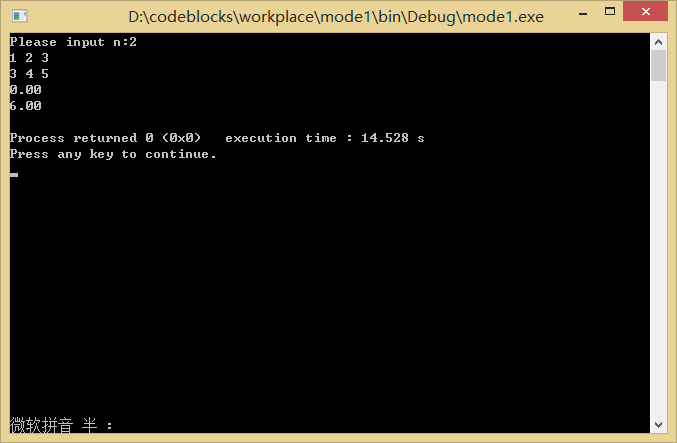 D:\codeblocks\workplace\mode1\bin\Debug\mode1.exe
Please input n:2
1 2 3
3 4 5
0.00
6.00
Process returned 0 (0x0)   execution time : 14.528 s
Press any key to continue.
微软拼音 半 :